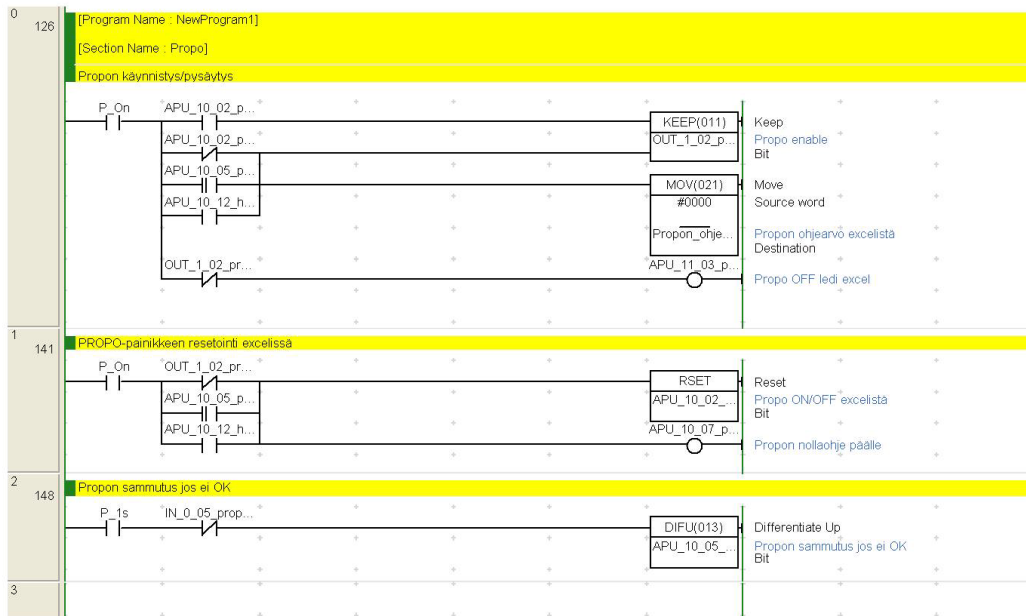 0
126
[Program Name : NewProgram1]
[Section Name : Propo]
Propon käynnistys/pysäytys
P_On
APU_10_02_p...
KEEP(011)
Keep
OUT_1_02_p...
Propo enable
Bit
APU_10_02_p...
APU_10_05_p...
MOV(021)
Move
#0000
Source word
APU_10_12_h...
Propon_ohje...
Propon ohjearvo excelistä
Destination
OUT_1_02_pr...
APU_11_03_p...
Propo OFF ledi excel
1
141
PROPO-painikkeen resetointi excelissä
P_On
OUT_1_02_pr...
RSET
Reset
APU_10_05_p...
APU_10_02_...
Propo ON/OFF excelistä
Bit
APU_10_12_h...
APU_10_07_p...
Propon nollaohje päälle
2
148
Propon sammutus jos ei OK
P_1s
IN_0_05_prop...
DIFU(013)
Differentiate Up
APU_10_05_...
Propon sammutus jos ei OK
Bit
3